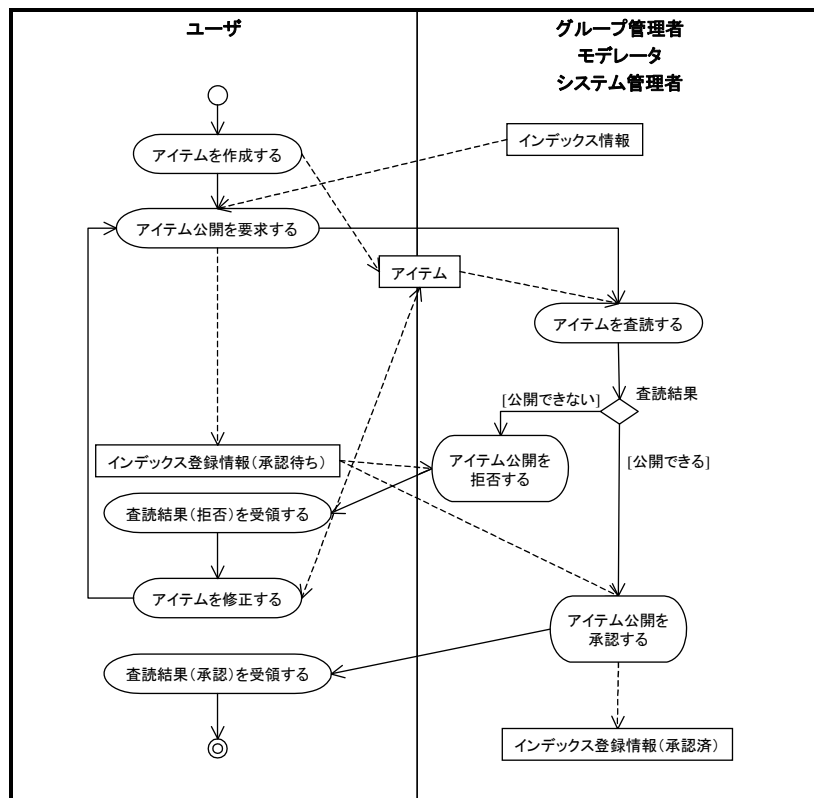 ユーザ
グループ管理者
モデレータ
システム管理者
アイテムを作成する
インデックス情報
アイテム公開を要求する
アイテム
アイテムを査読する
[公開できない]
査読結果
インデックス登録情報(承認待ち)
アイテム公開を
拒否する
[公開できる]
査読結果(拒否)を受領する
アイテムを修正する
アイテム公開を
承認する
査読結果(承認)を受領する
インデックス登録情報(承認済)